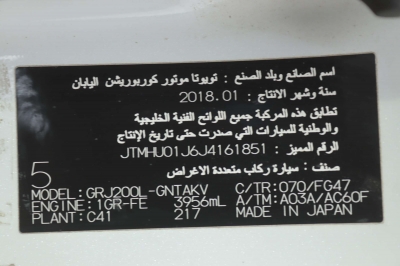 اسم الصانع وبلد الصنع : تويوتا موتور كوربوريشن اليابان
سنة وشهر الانتاج : 2018.01
تطابق هذه المركبة جميع اللوائح الفنية الخليجية
والوطنية للسيارات التي صدرت حتى تاريخ الإنتاج
الرقم المميز : JTMHU01J6J4161851
صنف : سيارة ركاب متعددة الاغراض
5
MODEL: GRJ200L-GNTAKV C/TR: 070/FG47
ENGINE: 1GR-FE 3956mL A/TM: A03A/AC60F
PLANT: C41 217 MADE IN JAPAN